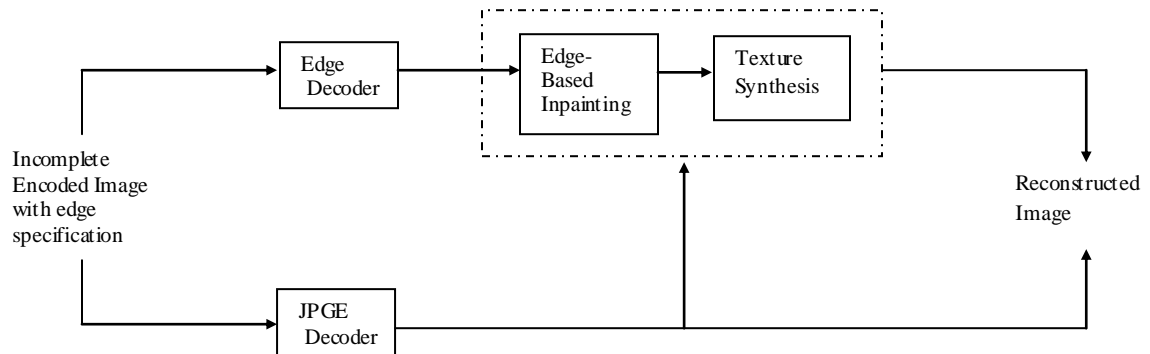 Edge
Decoder
Edge-
Based
Inpainting
Texture
Synthesis
Incomplete
Encoded Image
with edge
specification
Reconstructed
Image
JPGE
Decoder